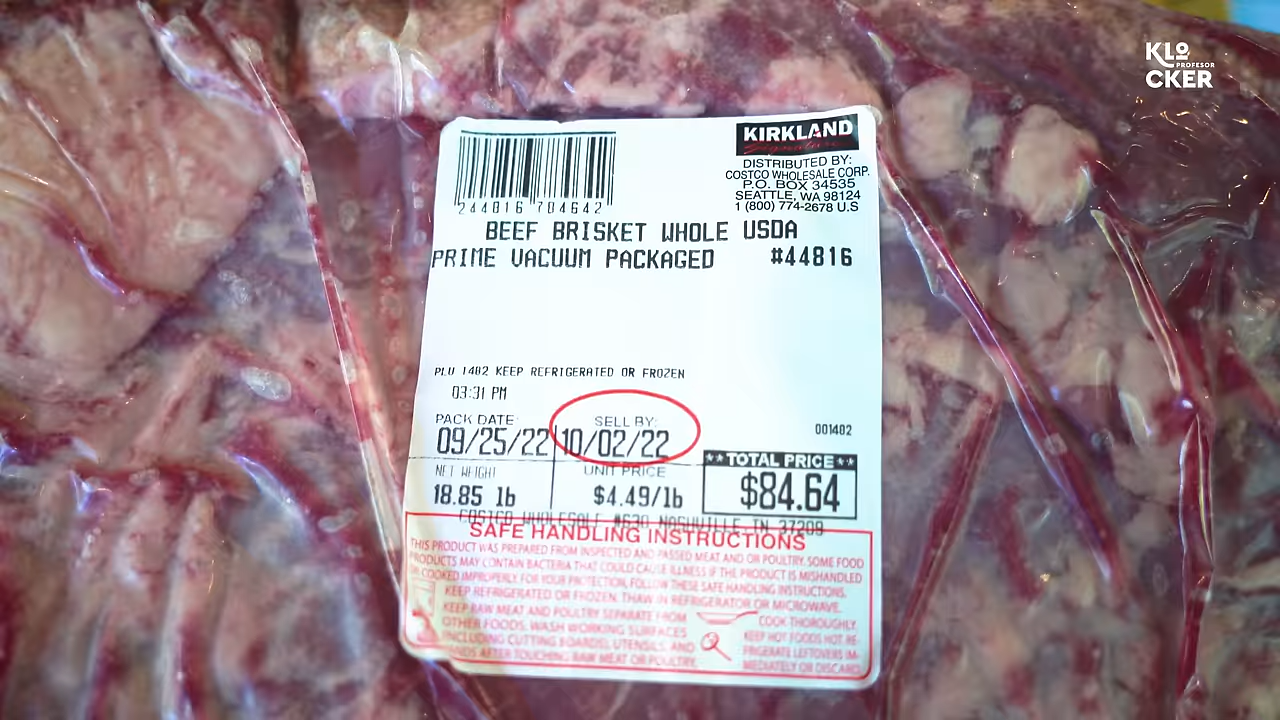 KLo
PROFESOR
CKER
KIRKLAND
Signature
DISTRIBUTED BY:
COSTCO WHOLESALE CORP.
P.O. BOX 34535
SEATTLE, WA 98124
1 (800) 774-2678 U.S
244816 704642
BEEF BRISKET WHOLE USDA
PRIME VACUUM PACKAGED #44816
PLU 1402 KEEP REFRIGERATED OR FROZEN
03:31 PM
PACK DATE: SELL BY:
09/25/22 10/02/22
001402
NET WEIGHT UNIT PRICE **TOTAL PRICE**
18.85 lb $4.49/lb $84.64
COSTCO WHOLESALE #630 NASHVILLE TN 37209
SAFE HANDLING INSTRUCTIONS
THIS PRODUCT WAS PREPARED FROM INSPECTED AND PASSED MEAT AND OR POULTRY. SOME FOOD
PRODUCTS MAY CONTAIN BACTERIA THAT COULD CAUSE ILLNESS IF THE PRODUCT IS MISHANDLED
OR COOKED IMPROPERLY. FOR YOUR PROTECTION, FOLLOW THESE SAFE HANDLING INSTRUCTIONS.
KEEP REFRIGERATED OR FROZEN. THAW IN REFRIGERATOR OR MICROWAVE.
KEEP RAW MEAT AND POULTRY SEPARATE FROM
OTHER FOODS. WASH WORKING SURFACES
INCLUDING CUTTING BOARDS, UTENSILS, AND
HANDS AFTER TOUCHING RAW MEAT OR POULTRY.
COOK THOROUGHLY.
KEEP HOT FOODS HOT. RE-
FRIGERATE LEFTOVERS IM-
MEDIATELY OR DISCARD.